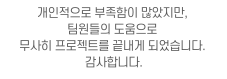 개인적으로 부족함이 많았지만,
팀원들의 도움으로
무사히 프로젝트를 끝내게 되었습니다.
감사합니다.